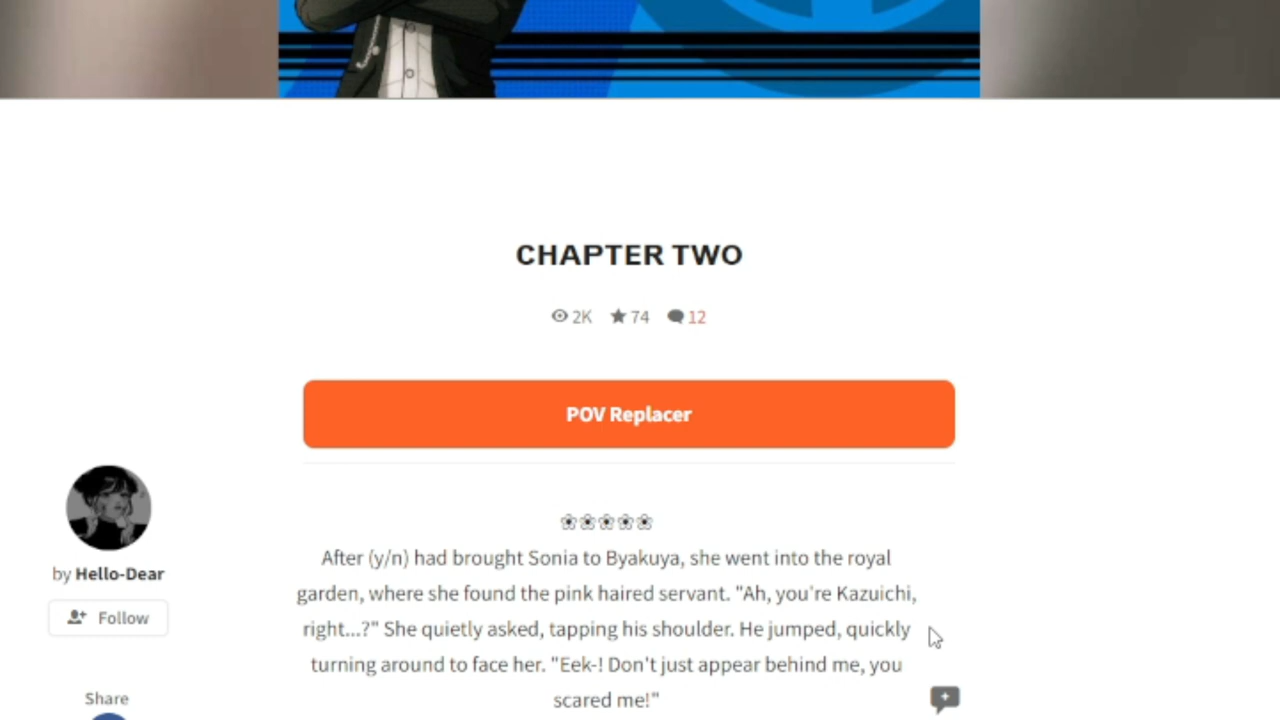 CHAPTER TWO
2K 74 12
POV Replacer
by Hello-Dear
Follow
Share
❀❀❀❀❀
After (y/n) had brought Sonia to Byakuya, she went into the royal
garden, where she found the pink haired servant. "Ah, you're Kazuichi,
right...?" She quietly asked, tapping his shoulder. He jumped, quickly
turning around to face her. "Eek-! Don't just appear behind me, you
scared me!"